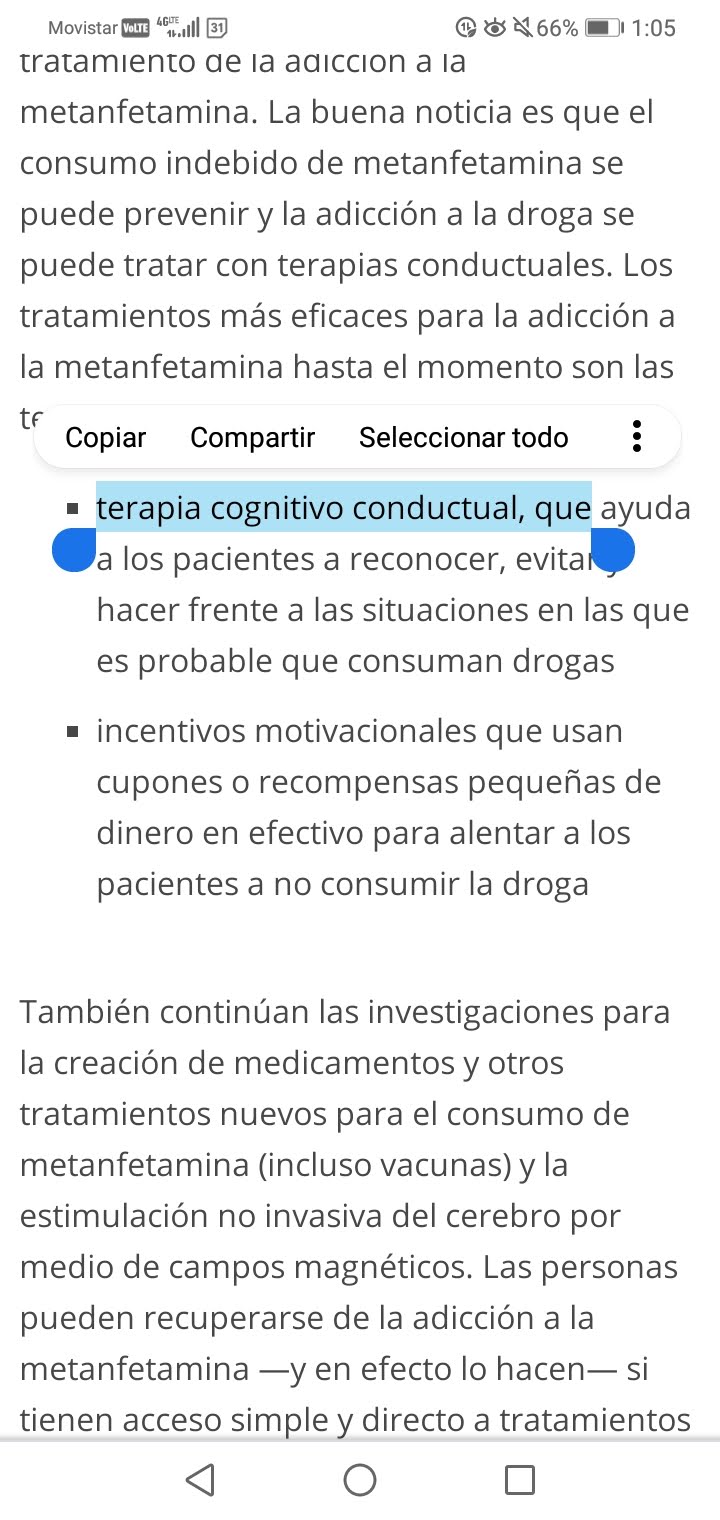 Movistar VoLTE 4G LTE 31 66% 1:05
tratamiento de la adicción a la
metanfetamina. La buena noticia es que el
consumo indebido de metanfetamina se
puede prevenir y la adicción a la droga se
puede tratar con terapias conductuales. Los
tratamientos más eficaces para la adicción a
la metanfetamina hasta el momento son las
Copiar Compartir Seleccionar todo
terapia cognitivo conductual, que ayuda
a los pacientes a reconocer, evitar y
hacer frente a las situaciones en las que
es probable que consuman drogas
incentivos motivacionales que usan
cupones o recompensas pequeñas de
dinero en efectivo para alentar a los
pacientes a no consumir la droga
También continúan las investigaciones para
la creación de medicamentos y otros
tratamientos nuevos para el consumo de
metanfetamina (incluso vacunas) y la
estimulación no invasiva del cerebro por
medio de campos magnéticos. Las personas
pueden recuperarse de la adicción a la
metanfetamina —y en efecto lo hacen— si
tienen acceso simple y directo a tratamientos